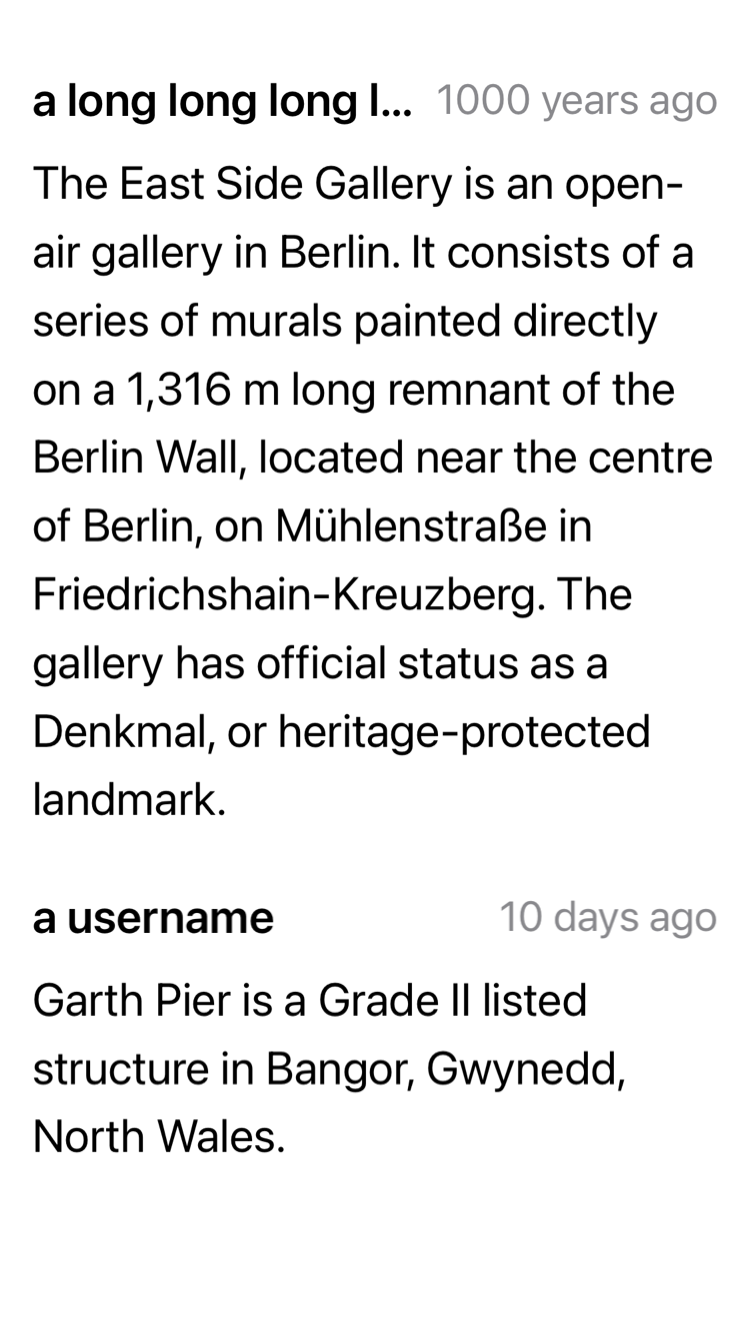 a long long long l... 1000 years ago
The East Side Gallery is an open-
air gallery in Berlin. It consists of a
series of murals painted directly
on a 1,316 m long remnant of the
Berlin Wall, located near the centre
of Berlin, on Mühlenstraße in
Friedrichshain-Kreuzberg. The
gallery has official status as a
Denkmal, or heritage-protected
landmark.
a username 10 days ago
Garth Pier is a Grade II listed
structure in Bangor, Gwynedd,
North Wales.